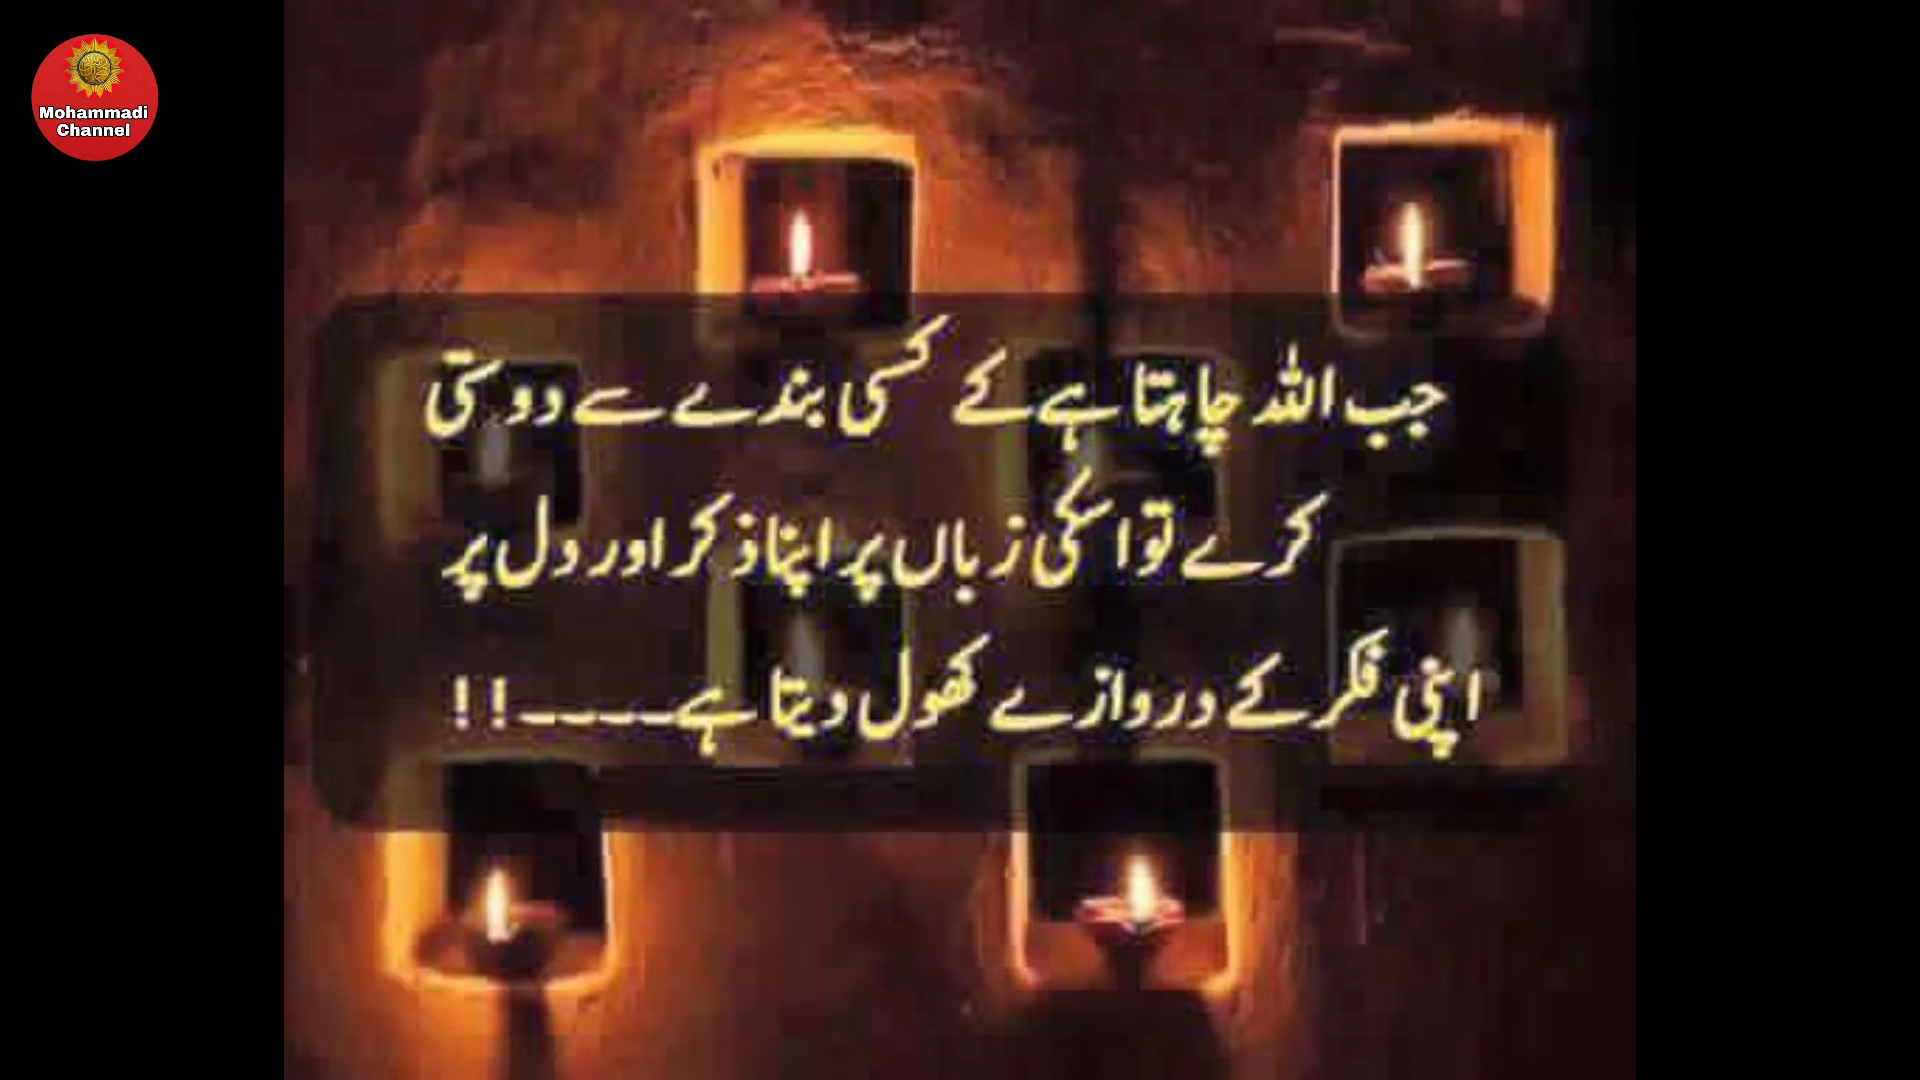 Mohammadi
Channel
جب اللہ چاہتا ہے کے کسی بندے سے دوستی
کرے تو اسکی زباں پر اپنا ذکر اور دل پر
اپنی فکر کے دروازے کھول دیتا ہے----!!